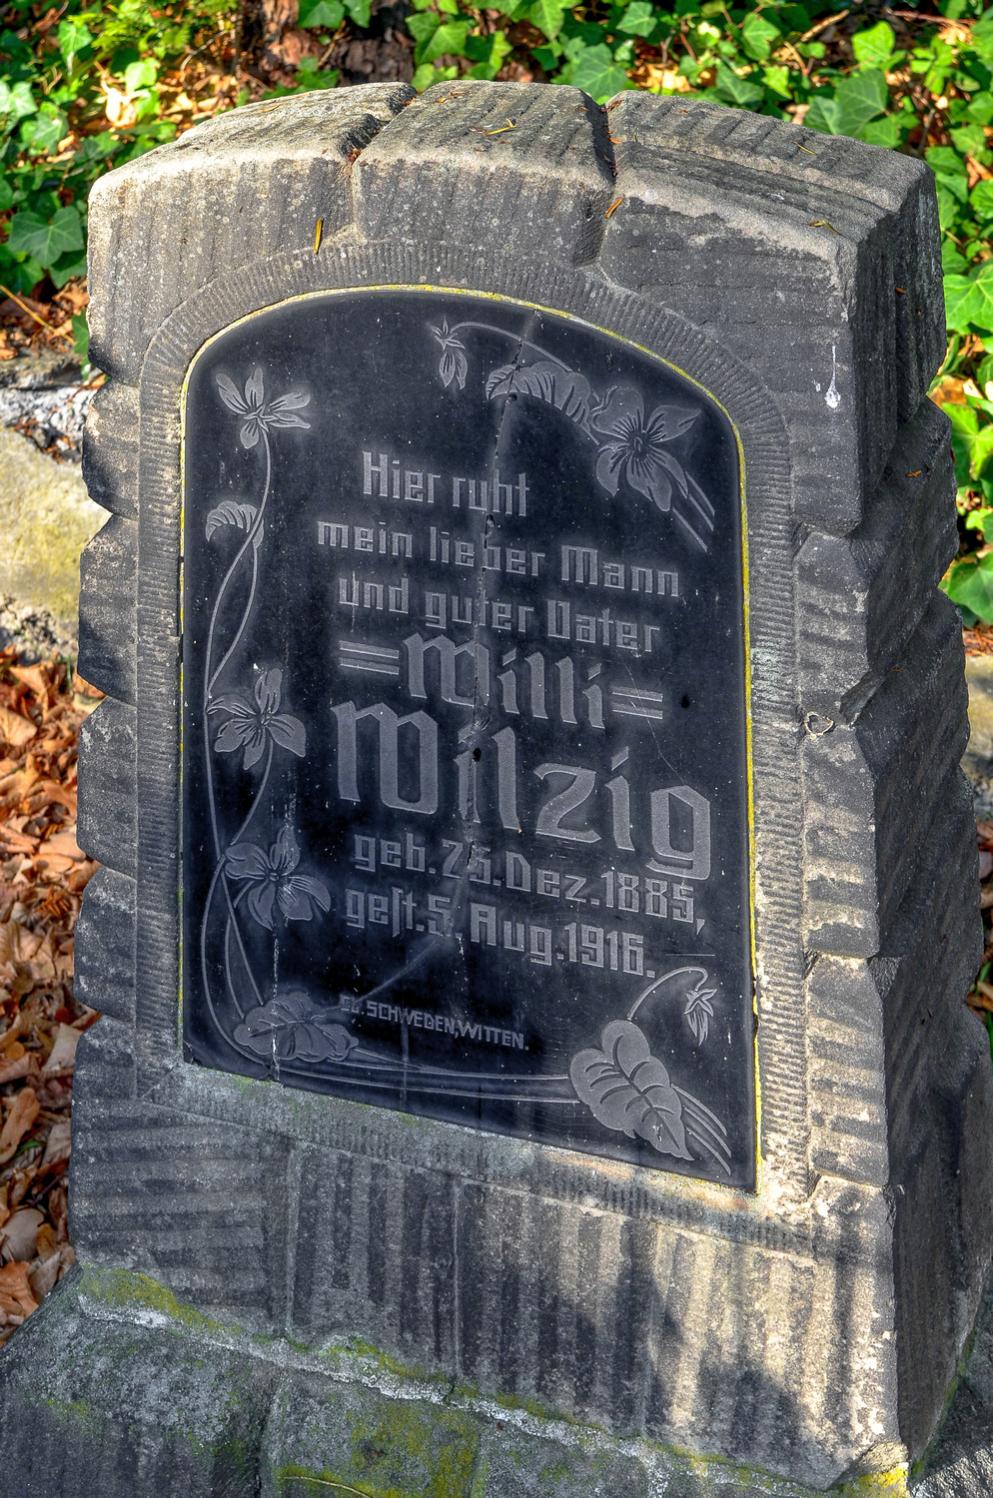 Hier ruht
mein lieber Mann
und guter Vater
=Willi=
Wilzig
geb. 25. Dez. 1885,
geſt. 5. Aug. 1916.
SCHWEDEN, WITTEN.